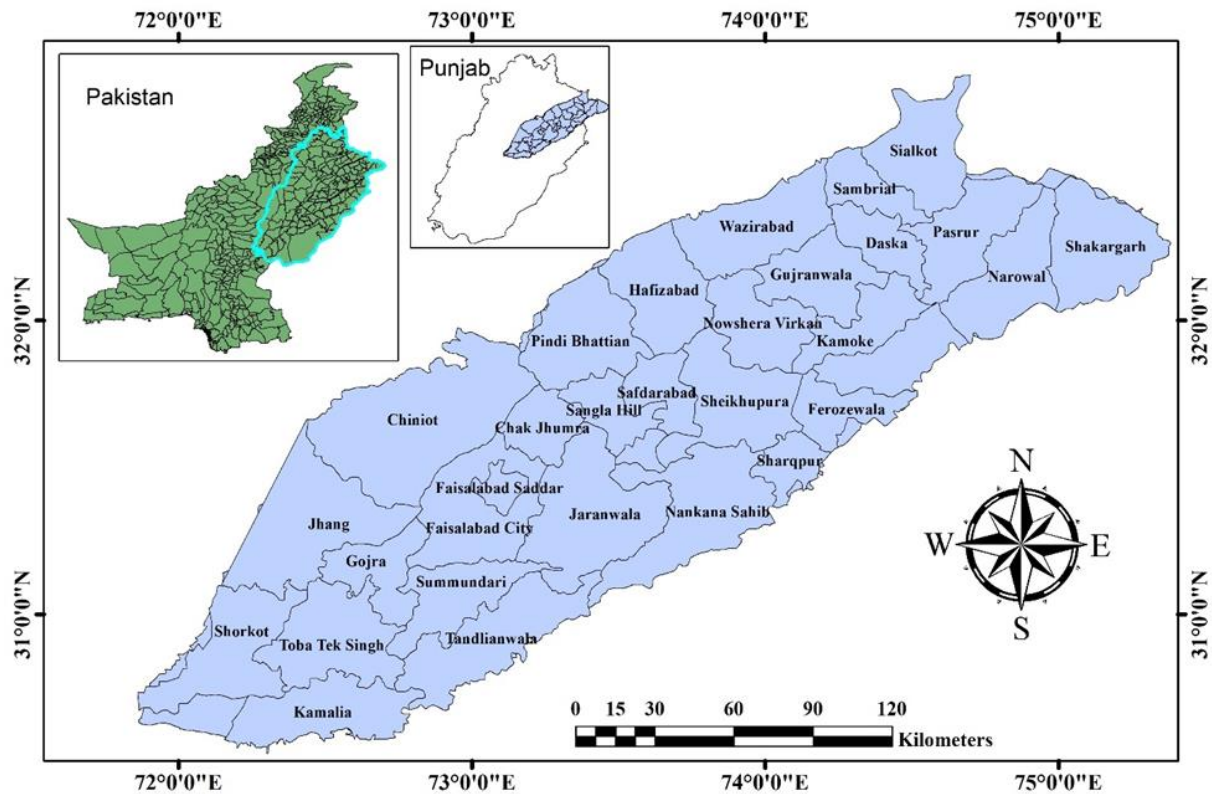 72°0'0"E 73°0'0"E 74°0'0"E 75°0'0"E
Pakistan
Punjab
Sialkot
Sambrial
Wazirabad
Daska
Pasrur
Shakargarh
Gujranwala
Narowal
Hafizabad
32°0'0"N
32°0'0"N
Nowshera Virkan
Pindi Bhattian
Kamoke
Safdarabad
Sheikhupura
Sangla Hill
Ferozewala
Chiniot
Chak Jhumra
Sharqpur
N
Faisalabad Saddar
Jhang
Faisalabad City
Jaranwala
Nankana Sahib
W
E
Gojra
Summundari
S
31°0'0"N
31°0'0"N
Shorkot
Toba Tek Singh
Tandlianwala
Kamalia
0 15 30 60 90 120
Kilometers
72°0'0"E 73°0'0"E 74°0'0"E 75°0'0"E